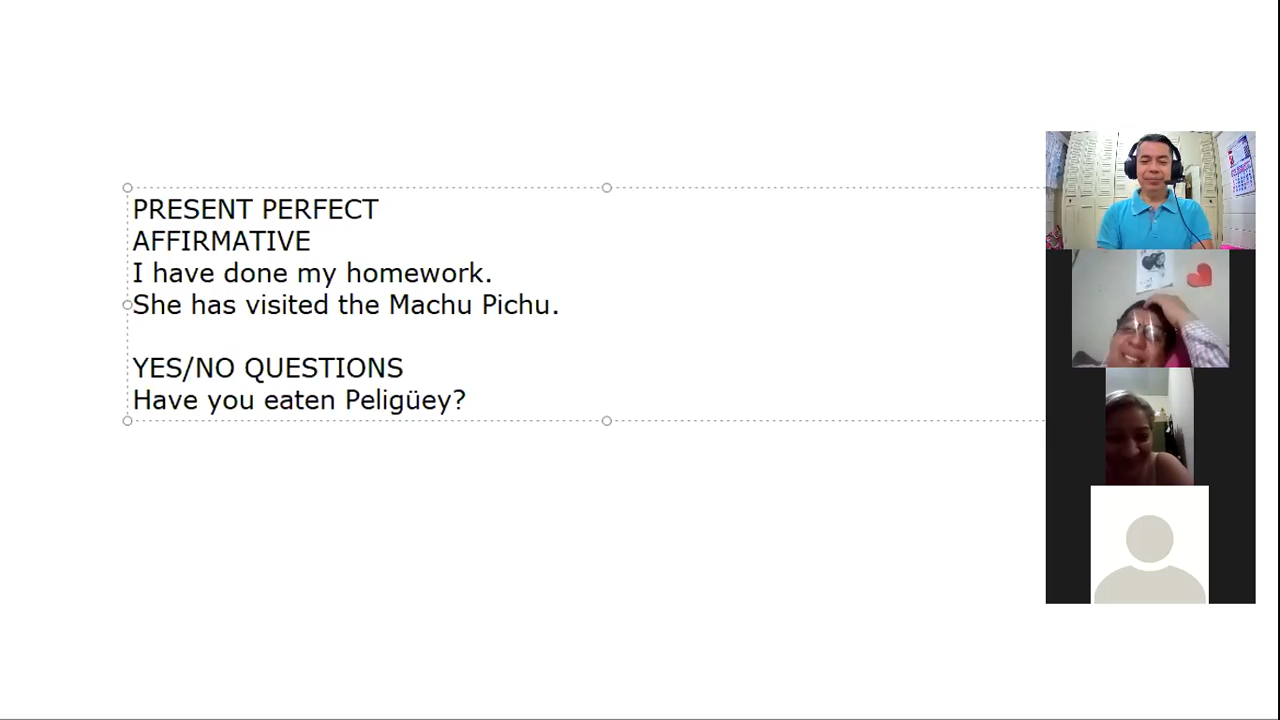 PRESENT PERFECT
AFFIRMATIVE
I have done my homework.
She has visited the Machu Pichu.
YES/NO QUESTIONS
Have you eaten Peligüey?